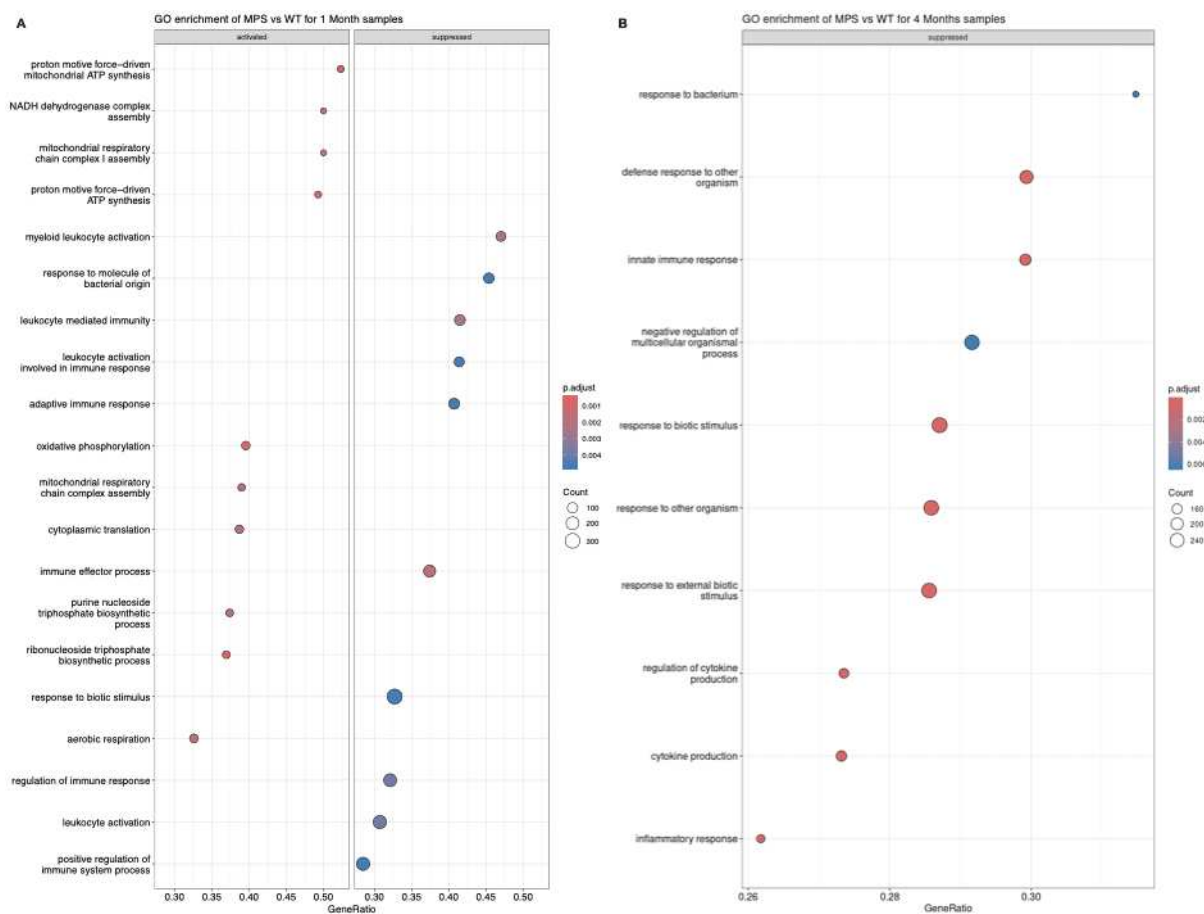 A
GO enrichment of MPS vs WT for 1 Month samples
activated
suppressed
proton motive force−driven
mitochondrial ATP synthesis
NADH dehydrogenase complex
assembly
mitochondrial respiratory
chain complex I assembly
proton motive force−driven
ATP synthesis
myeloid leukocyte activation
response to molecule of
bacterial origin
leukocyte mediated immunity
leukocyte activation
involved in immune response
adaptive immune response
oxidative phosphorylation
mitochondrial respiratory
chain complex assembly
cytoplasmic translation
immune effector process
purine nucleoside
triphosphate biosynthetic
process
ribonucleoside triphosphate
biosynthetic process
response to biotic stimulus
aerobic respiration
regulation of immune response
leukocyte activation
positive regulation of
immune system process
0.30 0.35 0.40 0.45 0.50 0.30 0.35 0.40 0.45 0.50
GeneRatio
p.adjust
0.001
0.002
0.003
0.004
Count
100
200
300
B
GO enrichment of MPS vs WT for 4 Months samples
suppressed
response to bacterium
defense response to other
organism
innate immune response
negative regulation of
multicellular organismal
process
response to biotic stimulus
response to other organism
response to external biotic
stimulus
regulation of cytokine
production
cytokine production
inflammatory response
0.26 0.28 0.30
GeneRatio
p.adjust
0.002
0.004
0.006
Count
160
200
240